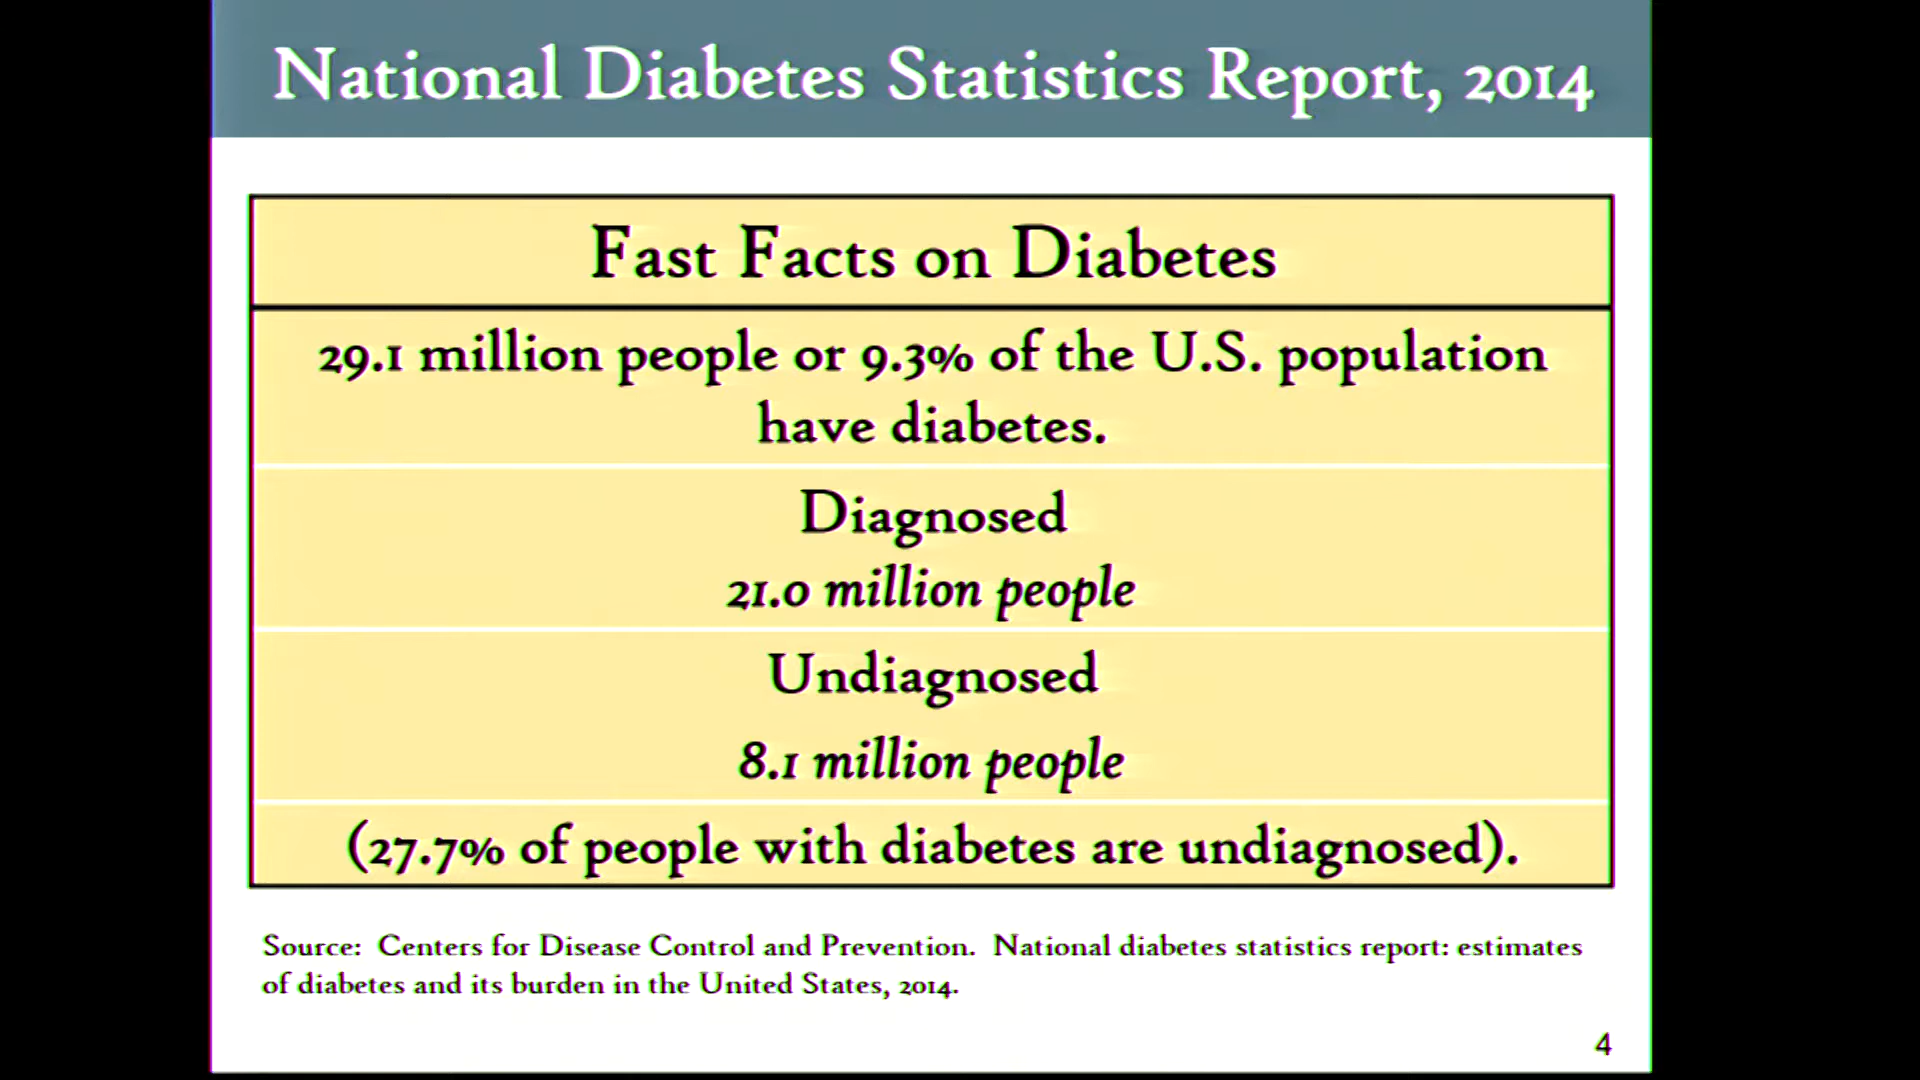 National Diabetes Statistics Report, 2014
Fast Facts on Diabetes
29.1 million people or 9.3% of the U.S. population
have diabetes.
Diagnosed
21.0 million people
Undiagnosed
8.1 million people
(27.7% of people with diabetes are undiagnosed).
Source:  Centers for Disease Control and Prevention.  National diabetes statistics report: estimates
of diabetes and its burden in the United States, 2014.
4